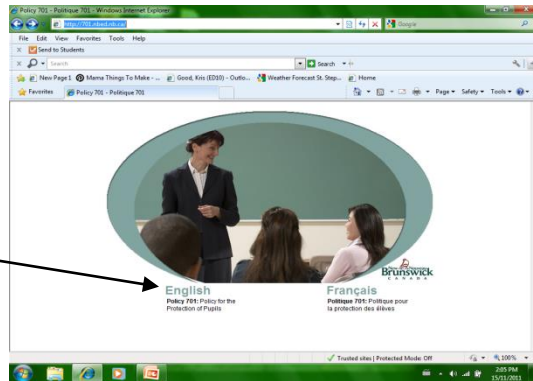 Policy 701 - Politique 701 - Windows Internet Explorer
http://701.nbed.nb.ca/
Google
File Edit View Favorites Tools Help
Send to Students
Search
Search
New Page 1 Mama Things To Make - ... Good, Kris (ED10) - Outlo... Weather Forecast St. Step... Home
Favorites Policy 701 - Politique 701
Page Safety Tools
Brunswick
CANADA
English Français
Policy 701: Policy for the Politique 701: Politique pour
Protection of Pupils la protection des élèves
Trusted sites | Protected Mode: Off 100%
2:05 PM
15/11/2011